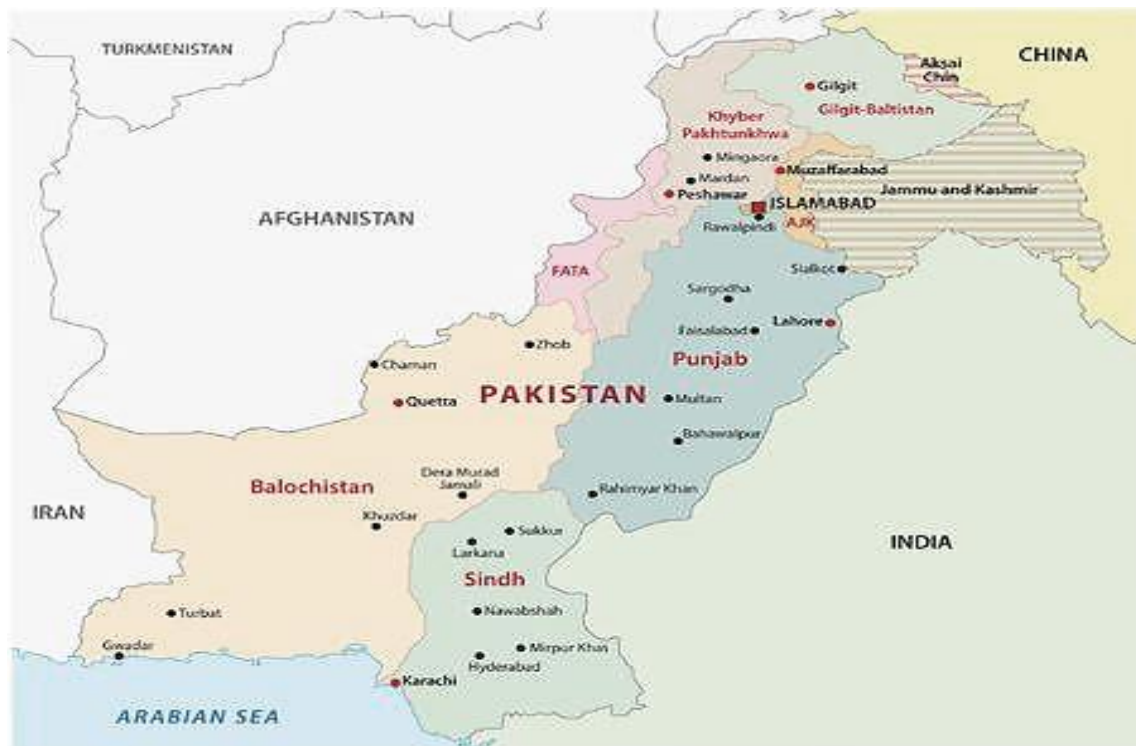 TURKMENISTAN
CHINA
Aksai
Chin
Gilgit
Gilgit-Baltistan
Khyber
Pakhtunkhwa
Mingaora
Muzaffarabad
Mardan
Jammu and Kashmir
Peshawar
ISLAMABAD
AFGHANISTAN
Rawalpindi
AJK
FATA
Sialkot
Sargodha
Lahore
Faisalabad
Zhob
Punjab
Chaman
PAKISTAN
Quetta
Multan
Bahawalpur
Dera Murad
Jamali
Balochistan
Rahimyar Khan
IRAN
Khuzdar
Sukkur
INDIA
Larkana
Sindh
Turbat
Nawabshah
Gwadar
Mirpur Khas
Hyderabad
Karachi
ARABIAN SEA